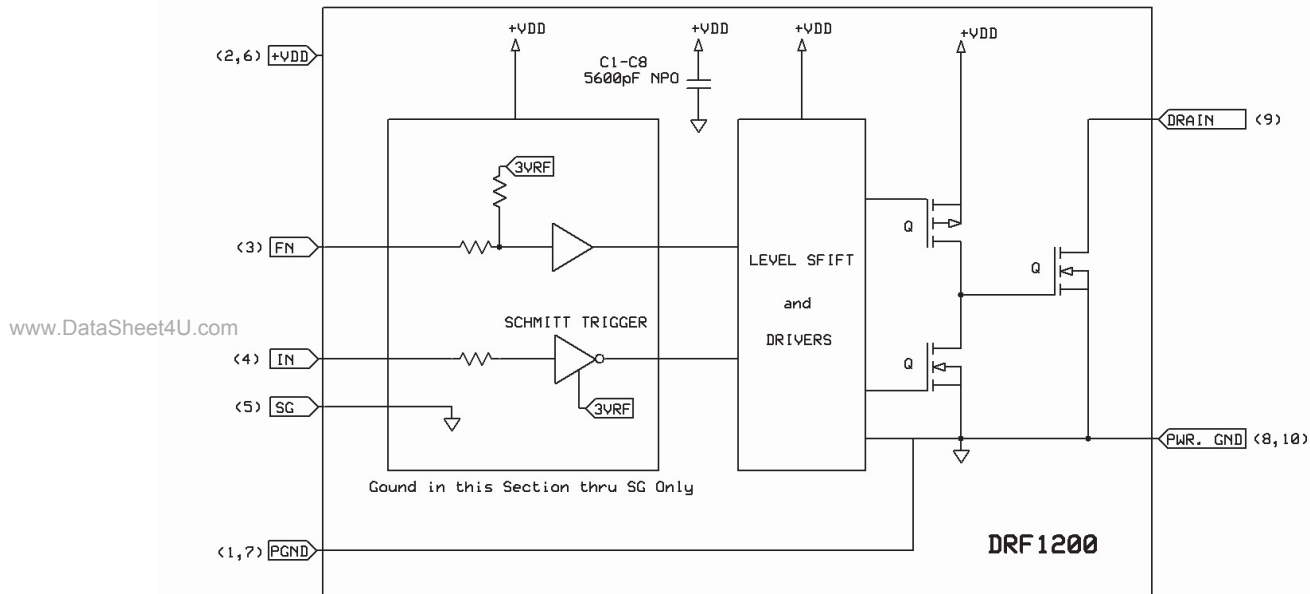 +VDD
+VDD
+VDD
+VDD
(2,6) +VDD
C1-C8
5600pF NPO
DRAIN (9)
3VRF
(3) FN
Q
LEVEL SFIFT
and
DRIVERS
Q
www.DataSheet4U.com
SCHMITT TRIGGER
(4) IN
Q
(5) SG
3VRF
PWR. GND (8,10)
Gound in this Section thru SG Only
(1,7) PGND
DRF1200